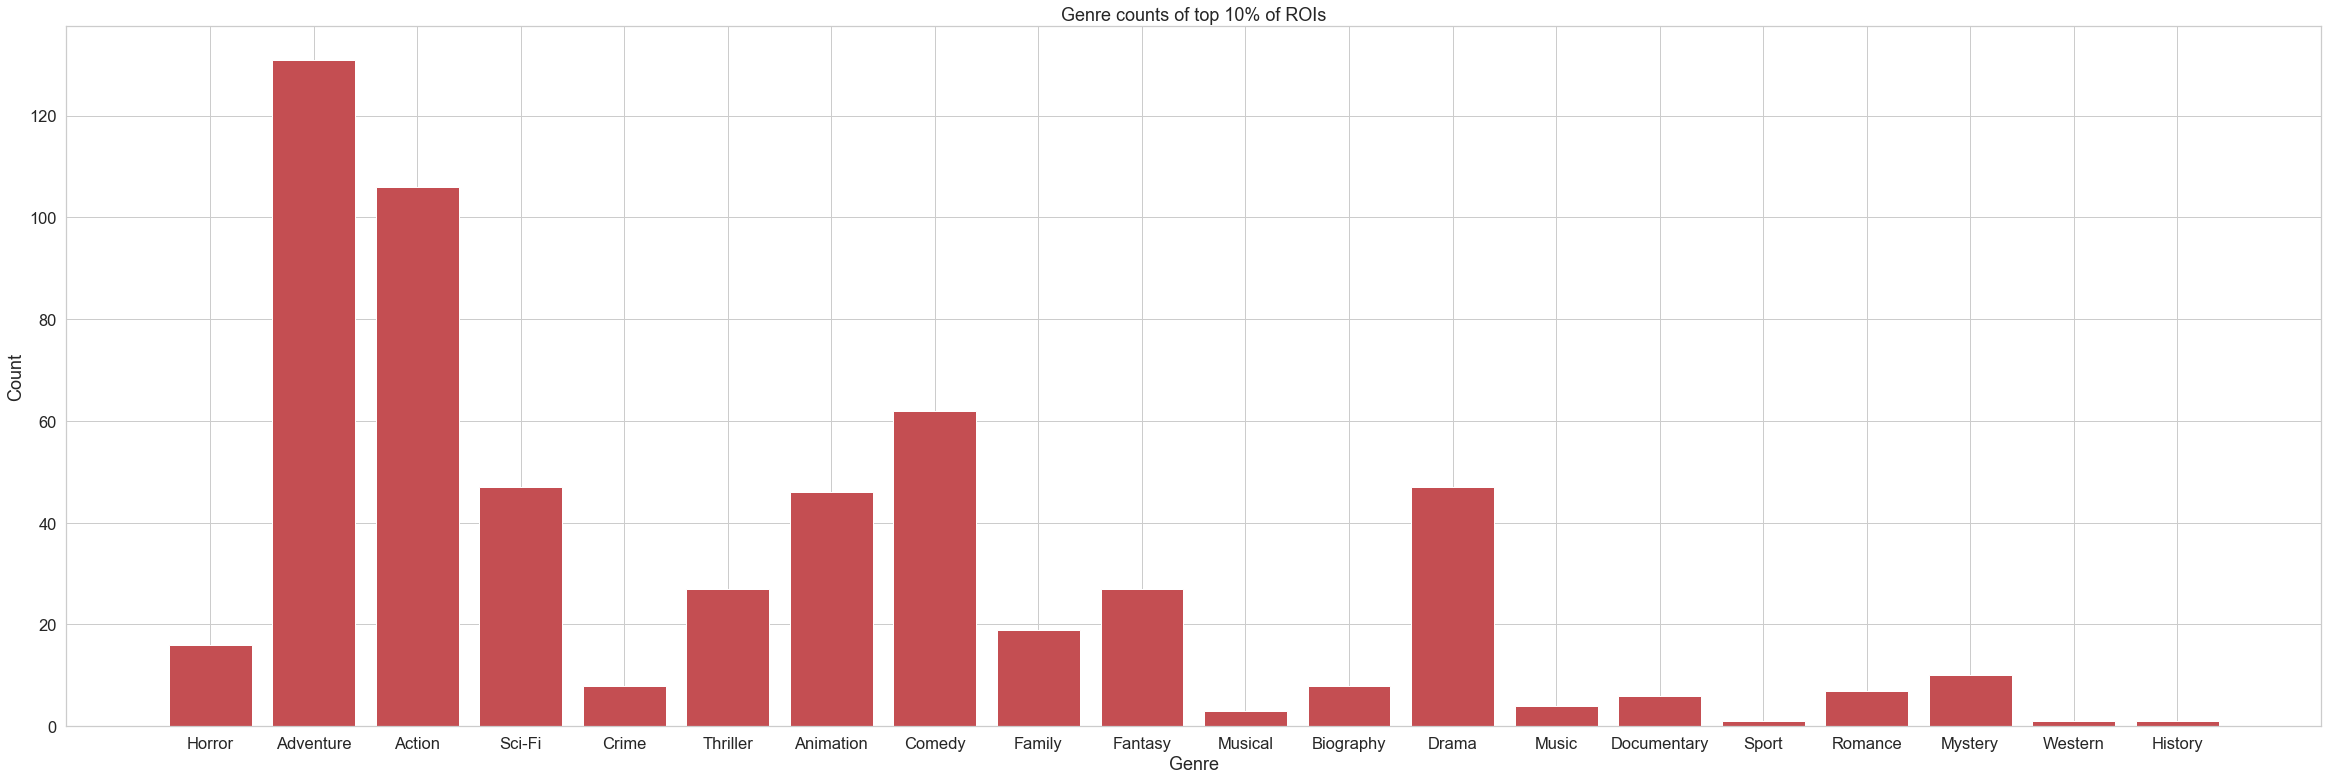 Genre counts of top 10% of ROIs
Count
120
100
80
60
40
20
0
Horror Adventure Action Sci-Fi Crime Thriller Animation Comedy Family Fantasy Musical Biography Drama Music Documentary Sport Romance Mystery Western History
Genre